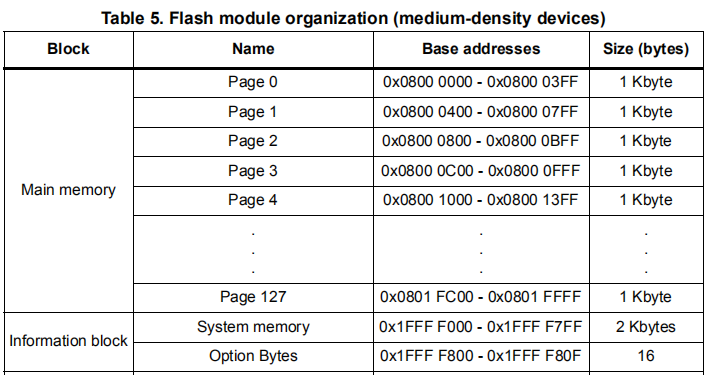 Table 5. Flash module organization (medium-density devices)
Block Name Base addresses Size (bytes)
Page 0 0x0800 0000 - 0x0800 03FF 1 Kbyte
Page 1 0x0800 0400 - 0x0800 07FF 1 Kbyte
Page 2 0x0800 0800 - 0x0800 0BFF 1 Kbyte
Page 3 0x0800 0C00 - 0x0800 0FFF 1 Kbyte
Main memory
Page 4 0x0800 1000 - 0x0800 13FF 1 Kbyte
. . .
. . .
. . .
Page 127 0x0801 FC00 - 0x0801 FFFF 1 Kbyte
System memory 0x1FFF F000 - 0x1FFF F7FF 2 Kbytes
Information block
Option Bytes 0x1FFF F800 - 0x1FFF F80F 16